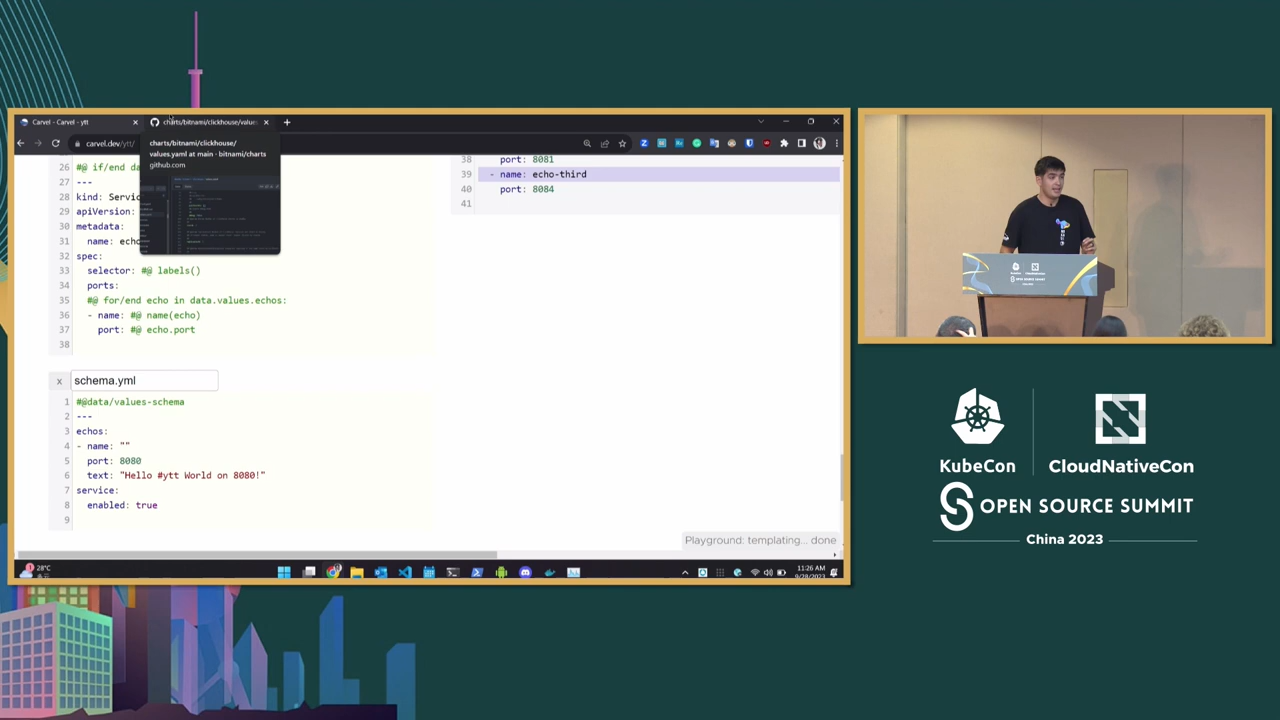 Carvel - Carvel - ytt
charts/bitnami/clickhouse/values
carvel.dev/ytt/
charts/bitnami/clickhouse/
values.yaml at main · bitnami/charts
github.com
26 #@ if/end da
27 ---
28 kind: Servic
29 apiVersion:
30 metadata:
31 name: echo
32 spec:
33 selector: #@ labels()
34 ports:
35 #@ for/end echo in data.values.echos:
36 - name: #@ name(echo)
37 port: #@ echo.port
38
38 port: 8081
39 - name: echo-third
40 port: 8084
41
x schema.yml
1 #@data/values-schema
2 ---
3 echos:
4 - name: ""
5 port: 8080
6 text: "Hello #ytt World on 8080!"
7 service:
8 enabled: true
9
Playground: templating... done
28°C
11:26 AM
KubeCon
CloudNativeCon
OPEN SOURCE SUMMIT
China 2023